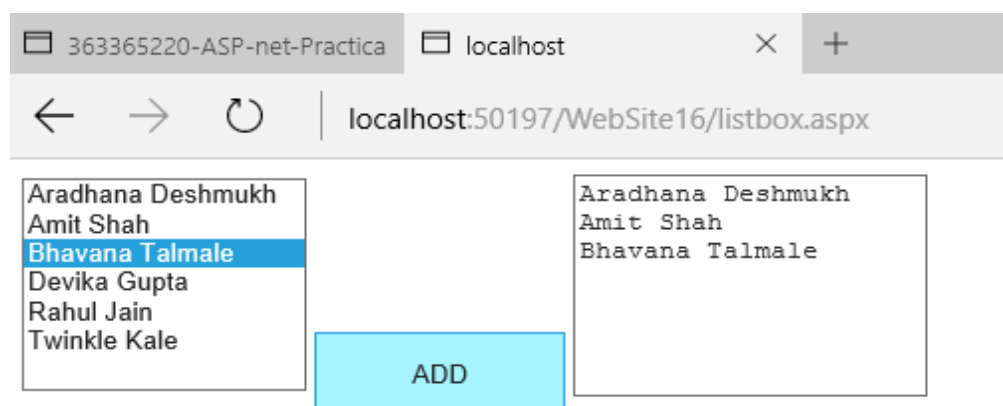 363365220-ASP-net-Practica
localhost
localhost:50197/WebSite16/listbox.aspx
Aradhana Deshmukh
Amit Shah
Bhavana Talmale
Devika Gupta
Rahul Jain
Twinkle Kale
ADD
Aradhana Deshmukh
Amit Shah
Bhavana Talmale